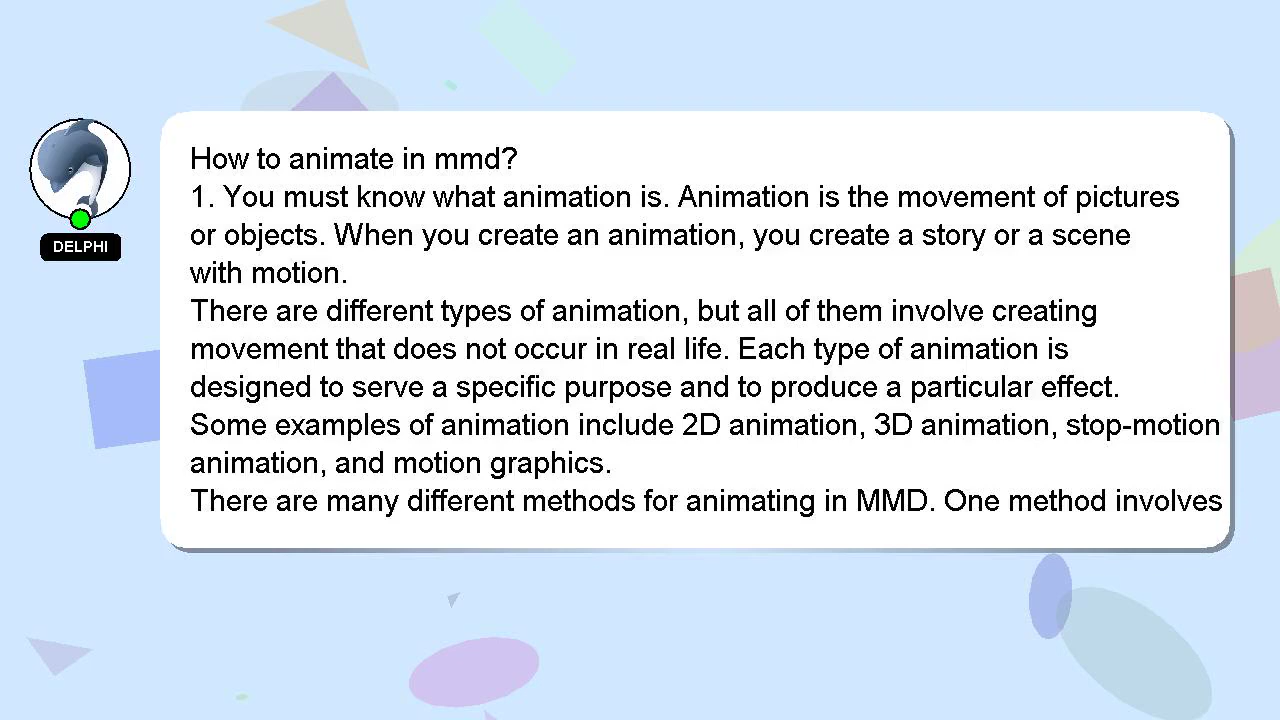 How to animate in mmd?
1. You must know what animation is. Animation is the movement of pictures
or objects. When you create an animation, you create a story or a scene
with motion.
There are different types of animation, but all of them involve creating
movement that does not occur in real life. Each type of animation is
designed to serve a specific purpose and to produce a particular effect.
Some examples of animation include 2D animation, 3D animation, stop-motion
animation, and motion graphics.
There are many different methods for animating in MMD. One method involves
DELPHI